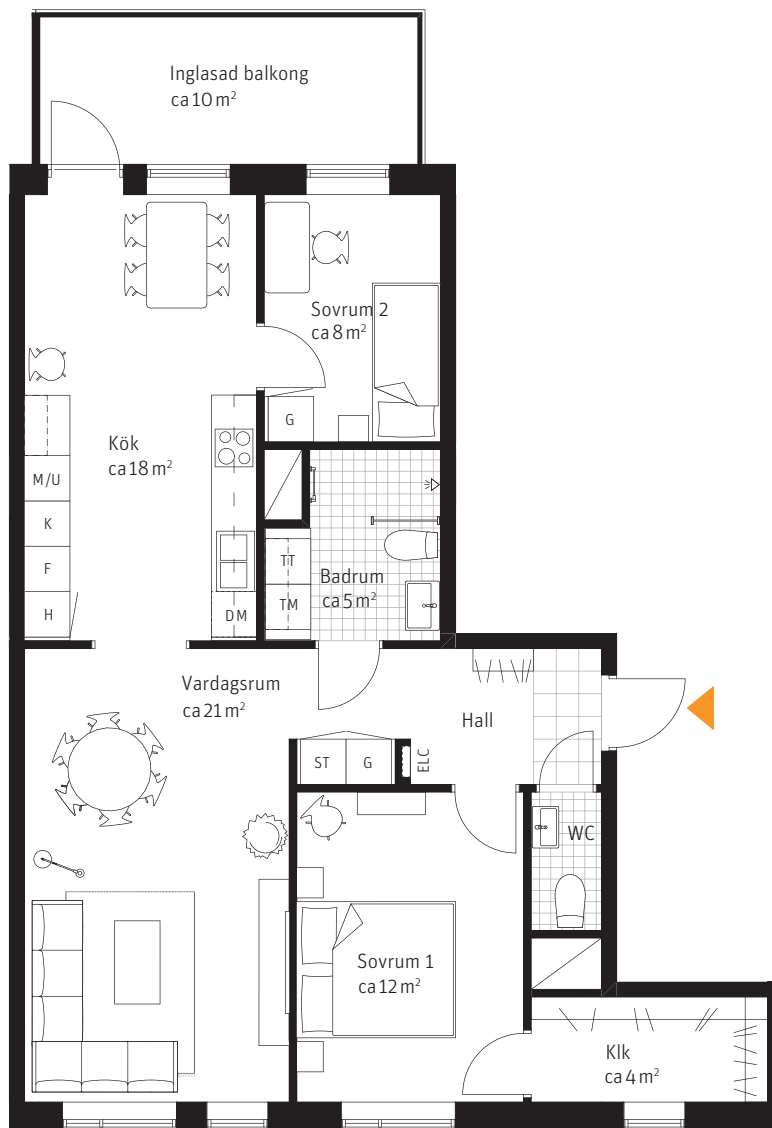 Inglasad balkong
ca 10 m²
Sovrum 2
ca 8 m²
G
Kök
ca 18 m²
M/U
K
F
H
DM
TT
TM
Badrum
ca 5 m²
Vardagsrum
ca 21 m²
Hall
ST
G
ELC
WC
Sovrum 1
ca 12 m²
Klk
ca 4 m²